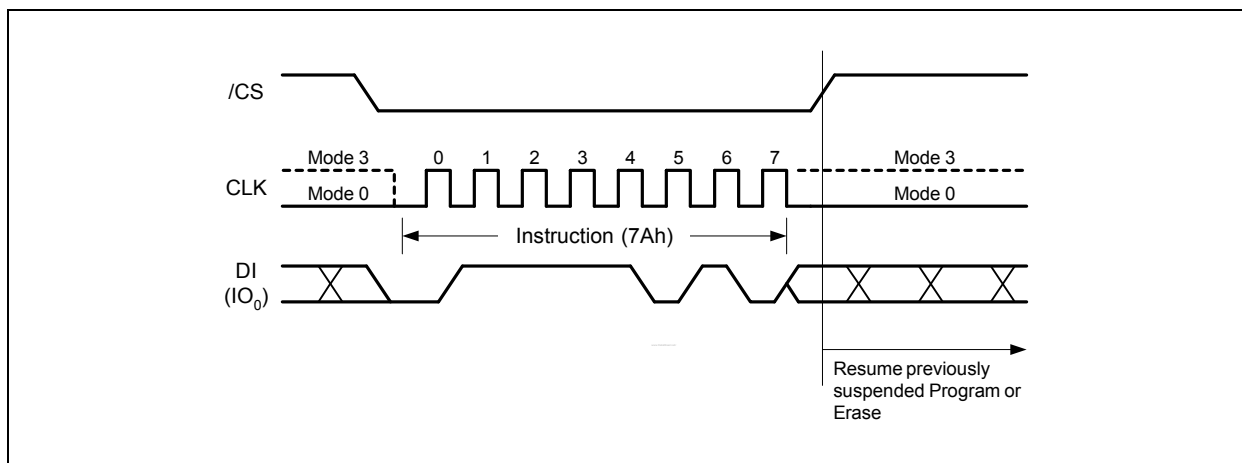 /CS
Mode 3 0 1 2 3 4 5 6 7 Mode 3
CLK
Mode 0 Mode 0
Instruction (7Ah)
DI
(IO₀)
Resume previously
suspended Program or
Erase